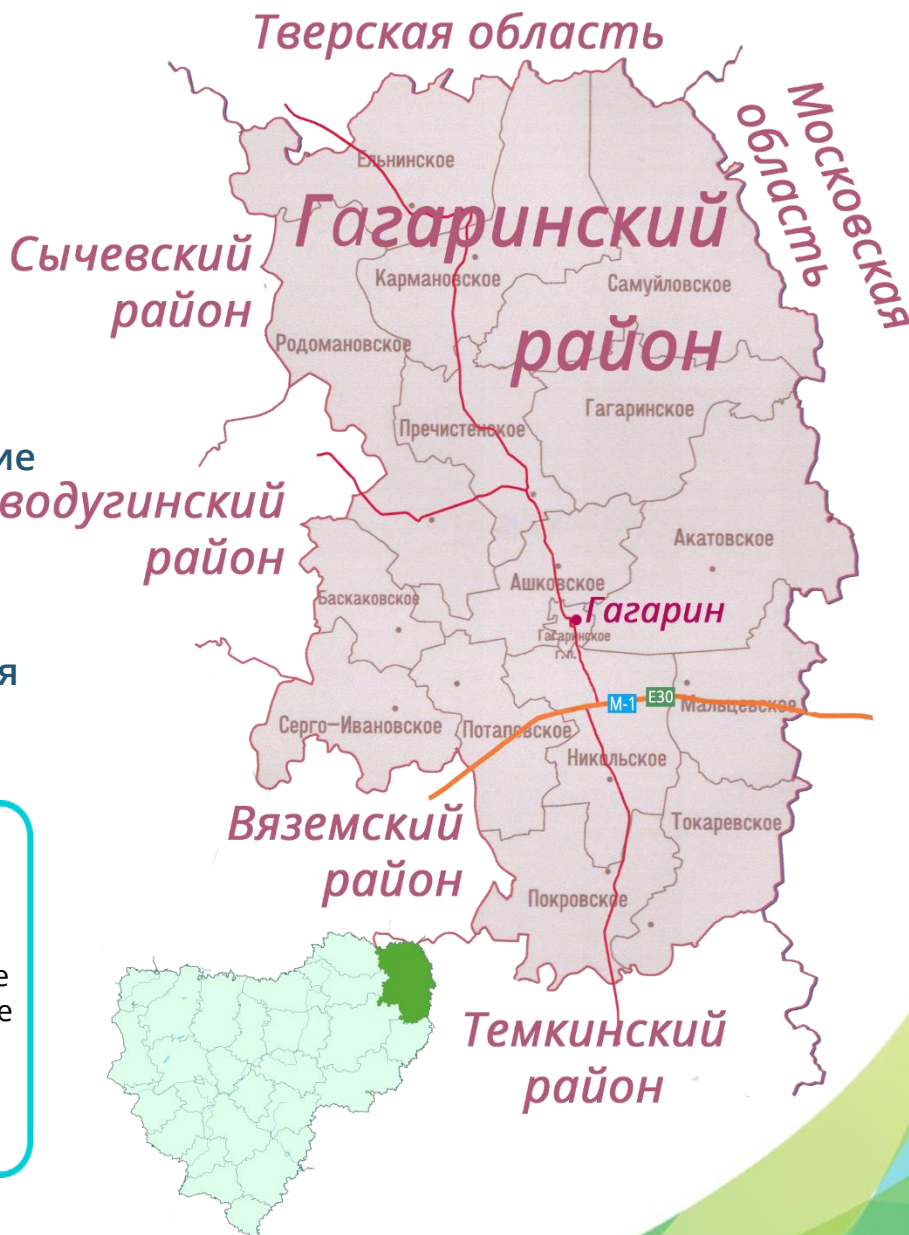 Тверская область
Московская
область
Ельнинское
Гагаринский
район
Сычевский
район
Кармановское
Самуйловское
Родомановское
Гагаринское
Пречистенское
ие
водугинский
район
Акатовское
Ашковское
Баскаковское
Гагарин
Гагаринское
г.п.
я
М-1
E30
Мальцевское
Серго-Ивановское
Потаповское
Никольское
Вяземский
район
Токаревское
Покровское
е
е
Темкинский
район